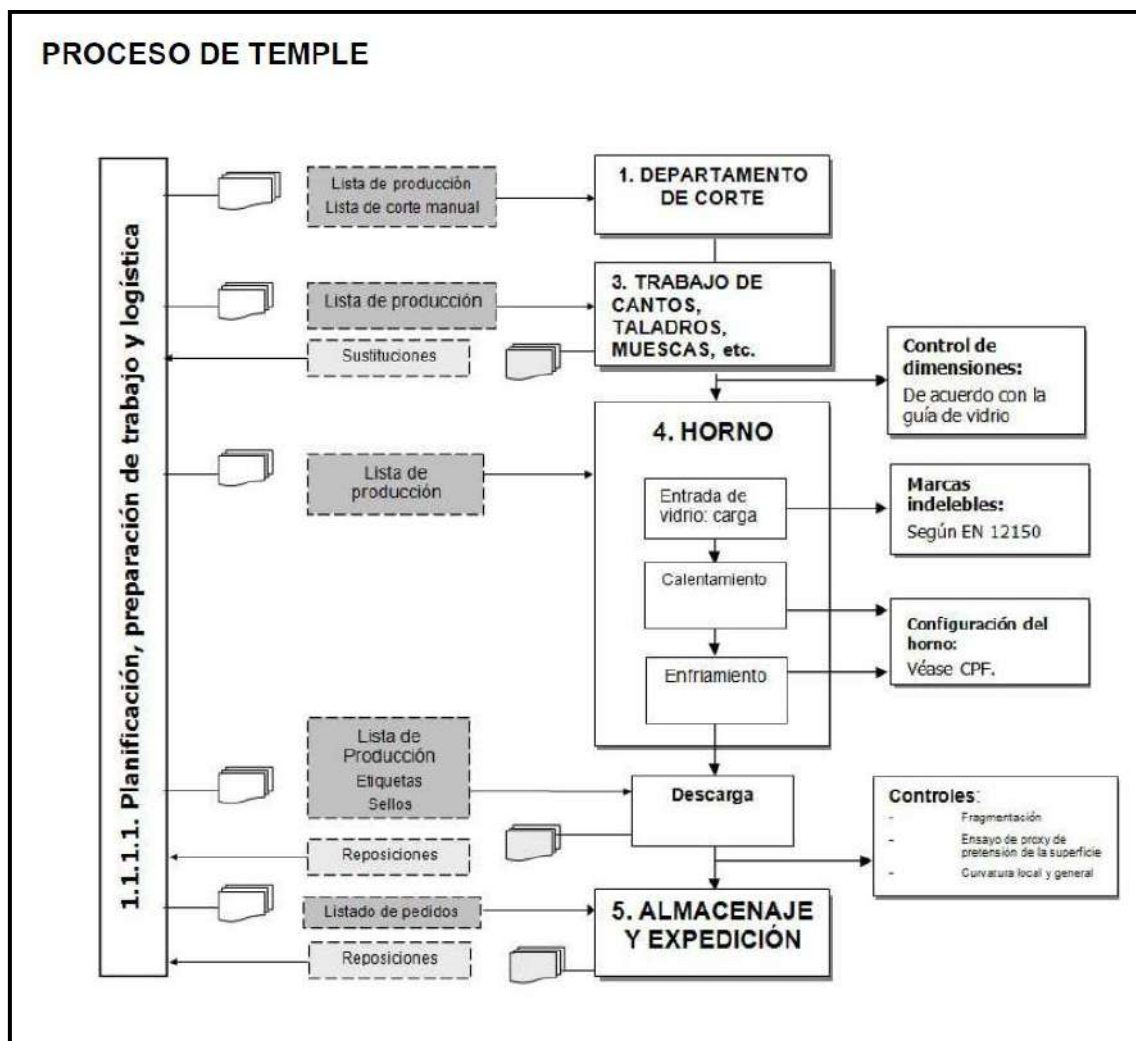 PROCESO DE TEMPLE
1.1.1.1. Planificación, preparación de trabajo y logística
Lista de producción
Lista de corte manual
1. DEPARTAMENTO
DE CORTE
Lista de producción
3. TRABAJO DE
CANTOS,
TALADROS,
MUESCAS, etc.
Sustituciones
Control de
dimensiones:
De acuerdo con la
guía de vidrio
4. HORNO
Lista de
producción
Entrada de
vidrio: carga
Marcas
indelebles:
Según EN 12150
Calentamiento
Configuración del
horno:
Véase CPF.
Enfriamiento
Lista de
Producción
Etiquetas
Sellos
Descarga
Controles:
- Fragmentación
- Ensayo de proxy de
pretensión de la superficie
- Curvatura local y general
Reposiciones
Listado de pedidos
5. ALMACENAJE
Y EXPEDICIÓN
Reposiciones